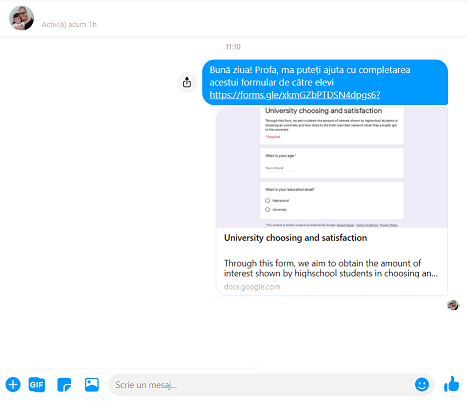 Activ(ă) acum 1h
11:10
Bună ziua! Profa, ma puteți ajuta cu completarea
acestui formular de către elevi
https://forms.gle/xkmGZbPTDSN4dpgs6?
University choosing and satisfaction
Through this form, we aim to obtain the amount of interest shown by highschool students in
choosing an university and how close to the truth was their research when they actually got
to the university.
* Required
What is your age *
Your answer
What is your education level?
Highschool
University
University choosing and satisfaction
Through this form, we aim to obtain the amount of
interest shown by highschool students in choosing an...
docs.google.com
GIF
Scrie un mesaj...